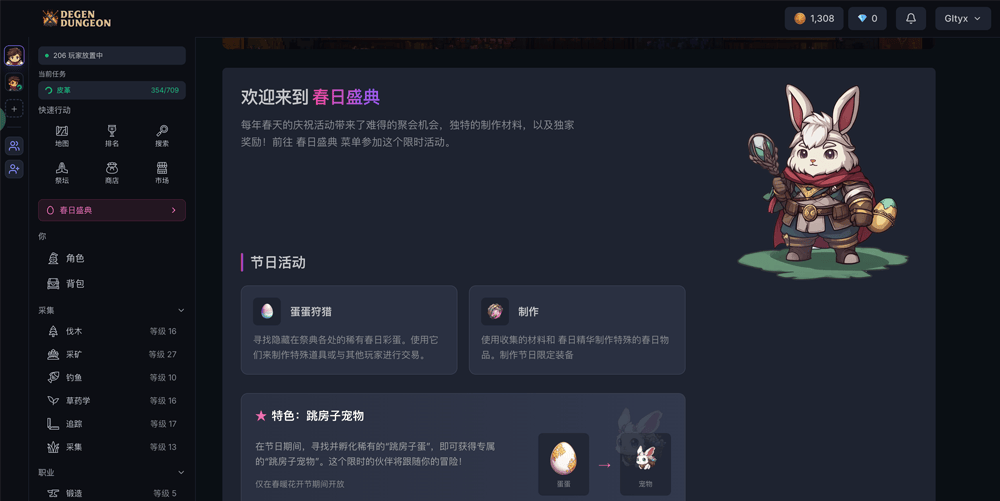 DEGEN
DUNGEON
1,308
0
Gltyx
206 玩家放置中
当前任务
皮革 354/709
快速行动
地图 排名 搜索
祭坛 商店 市场
春日盛典
你
角色
背包
采集
伐木 等级 16
采矿 等级 27
钓鱼 等级 10
草药学 等级 16
追踪 等级 17
采集 等级 13
职业
锻造 等级 5
欢迎来到 春日盛典
每年春天的庆祝活动带来了难得的聚会机会，独特的制作材料，以及独家
奖励！前往 春日盛典 菜单参加这个限时活动。
节日活动
蛋蛋狩猎
寻找隐藏在祭典各处的稀有春日彩蛋。使用它
们来制作特殊道具或与其他玩家进行交易。
制作
使用收集的材料和 春日精华制作特殊的春日物
品。制作节日限定装备
特色：跳房子宠物
在节日期间，寻找并孵化稀有的“跳房子蛋”，即可获得专属
的“跳房子宠物”。这个限时的伙伴将跟随你的冒险！
仅在春暖花开节期间开放
蛋蛋 → 宠物